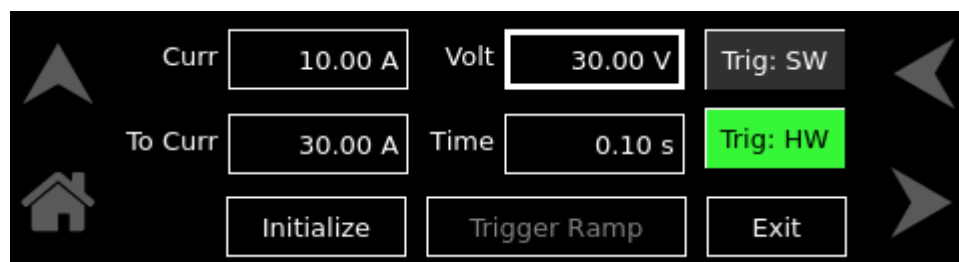 Curr 10.00 A Volt 30.00 V Trig: SW
To Curr 30.00 A Time 0.10 s Trig: HW
Initialize Trigger Ramp Exit